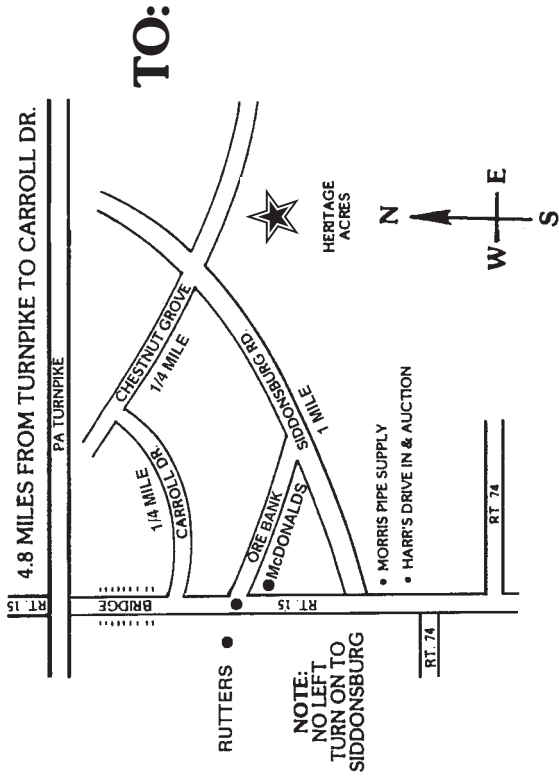 4.8 MILES FROM TURNPIKE TO CARROLL DR.
TO:
RT. 15
PA TURNPIKE
BRIDGE
1/4 MILE
CARROLL DR.
CHESTNUT GROVE
1/4 MILE
HERITAGE
ACRES
SIDDONSBURG RD.
1 MILE
ORE BANK
McDONALDS
RUTTERS
RT. 15
NOTE:
NO LEFT
TURN ON TO
SIDDONSBURG
• MORRIS PIPE SUPPLY
• HARR'S DRIVE IN & AUCTION
RT. 74
RT. 74
N
W
E
S